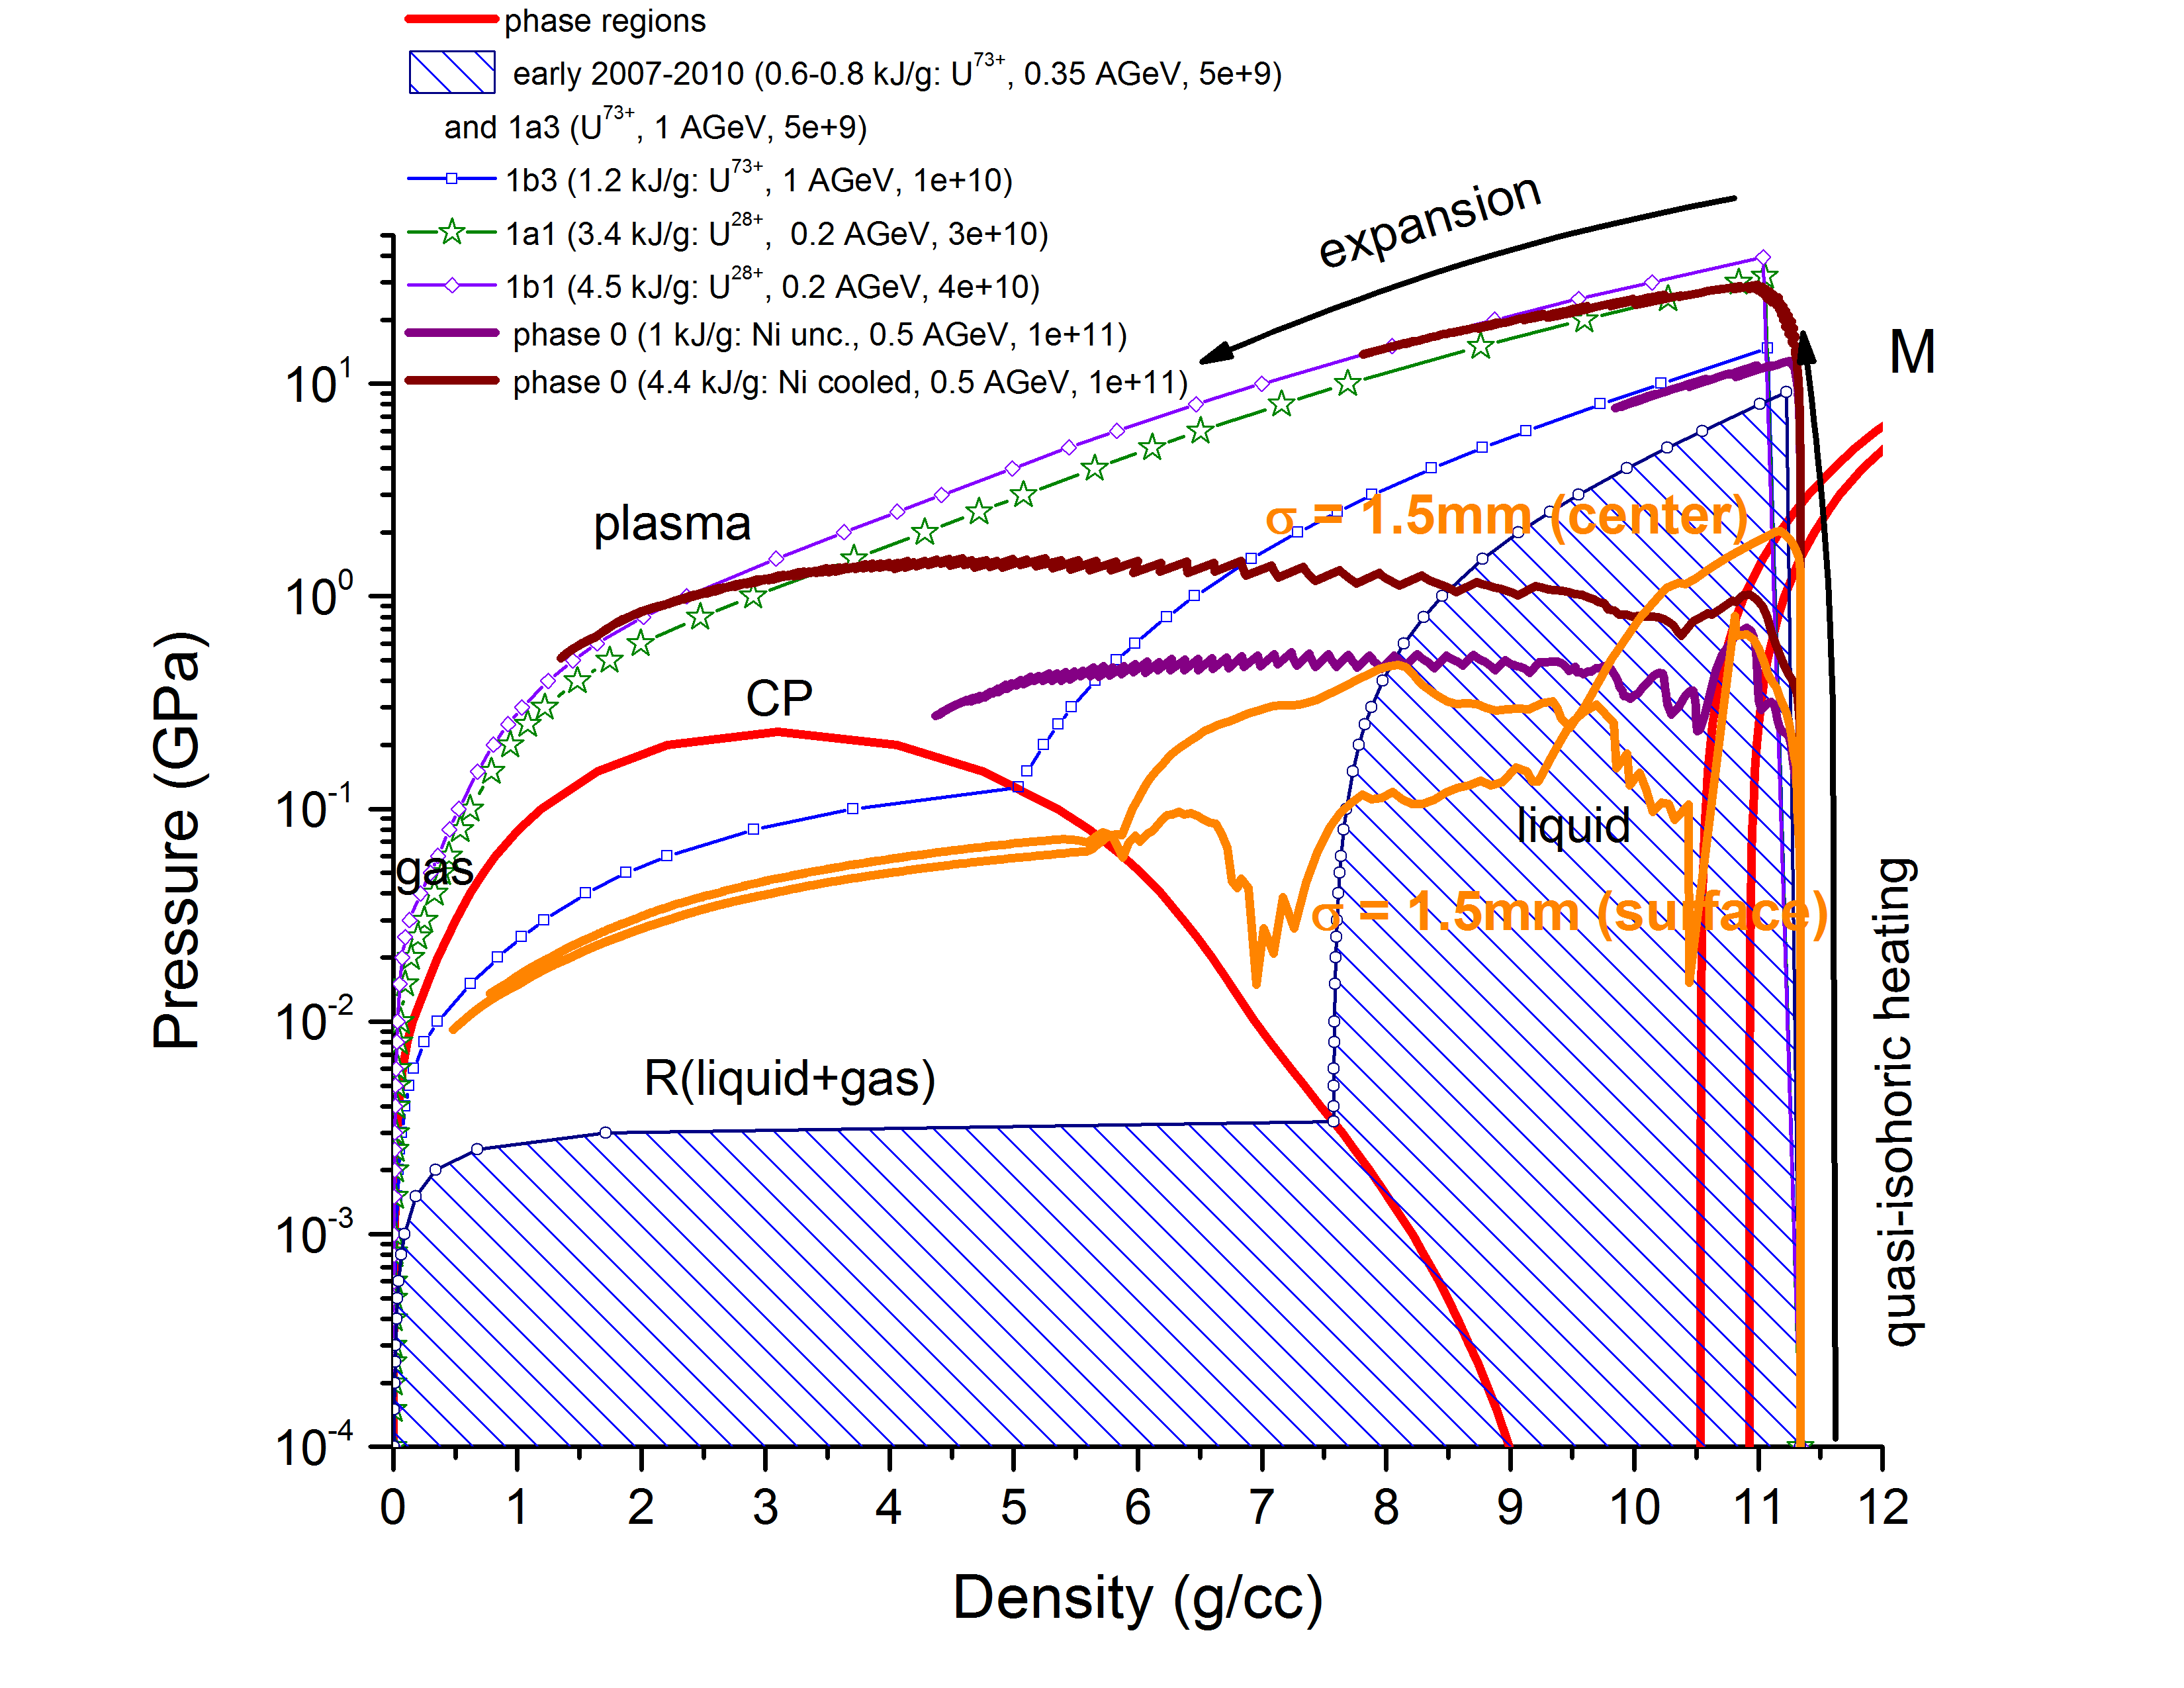 phase regions
early 2007-2010 (0.6-0.8 kJ/g: U73+, 0.35 AGeV, 5e+9)
and 1a3 (U73+, 1 AGeV, 5e+9)
1b3 (1.2 kJ/g: U73+, 1 AGeV, 1e+10)
1a1 (3.4 kJ/g: U28+, 0.2 AGeV, 3e+10)
1b1 (4.5 kJ/g: U28+, 0.2 AGeV, 4e+10)
phase 0 (1 kJ/g: Ni unc., 0.5 AGeV, 1e+11)
phase 0 (4.4 kJ/g: Ni cooled, 0.5 AGeV, 1e+11)
expansion
M
plasma
σ = 1.5mm (center)
CP
gas
liquid
σ = 1.5mm (surface)
R(liquid+gas)
quasi-isohoric heating
Pressure (GPa)
10^1
10^0
10^-1
10^-2
10^-3
10^-4
0 1 2 3 4 5 6 7 8 9 10 11 12
Density (g/cc)